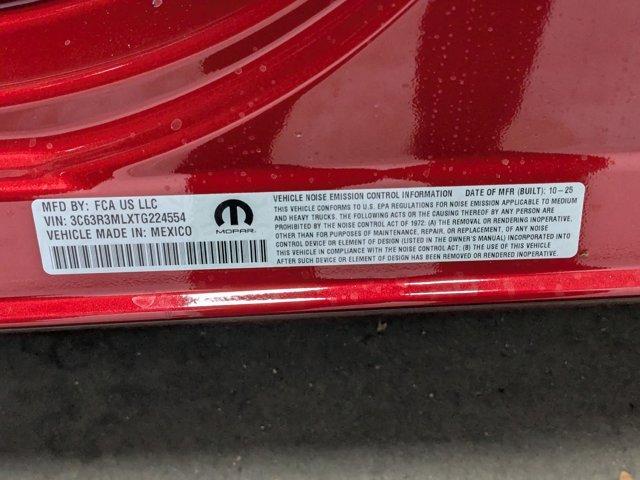 MFD BY: FCA US LLC
VIN: 3C63R3MLXTG224554
VEHICLE MADE IN: MEXICO
MOPAR.
VEHICLE NOISE EMISSION CONTROL INFORMATION DATE OF MFR (BUILT): 10-25
THIS VEHICLE CONFORMS TO U.S. EPA REGULATIONS FOR NOISE EMISSION APPLICABLE TO MEDIUM
AND HEAVY TRUCKS. THE FOLLOWING ACTS OR THE CAUSING THEREOF BY ANY PERSON ARE
PROHIBITED BY THE NOISE CONTROL ACT OF 1972: (A) THE REMOVAL OR RENDERING INOPERATIVE,
OTHER THAN FOR PURPOSES OF MAINTENANCE, REPAIR, OR REPLACEMENT, OF ANY NOISE
CONTROL DEVICE OR ELEMENT OF DESIGN (LISTED IN THE OWNER'S MANUAL) INCORPORATED INTO
THIS VEHICLE IN COMPLIANCE WITH THE NOISE CONTROL ACT; (B) THE USE OF THIS VEHICLE
AFTER SUCH DEVICE OR ELEMENT OF DESIGN HAS BEEN REMOVED OR RENDERED INOPERATIVE.